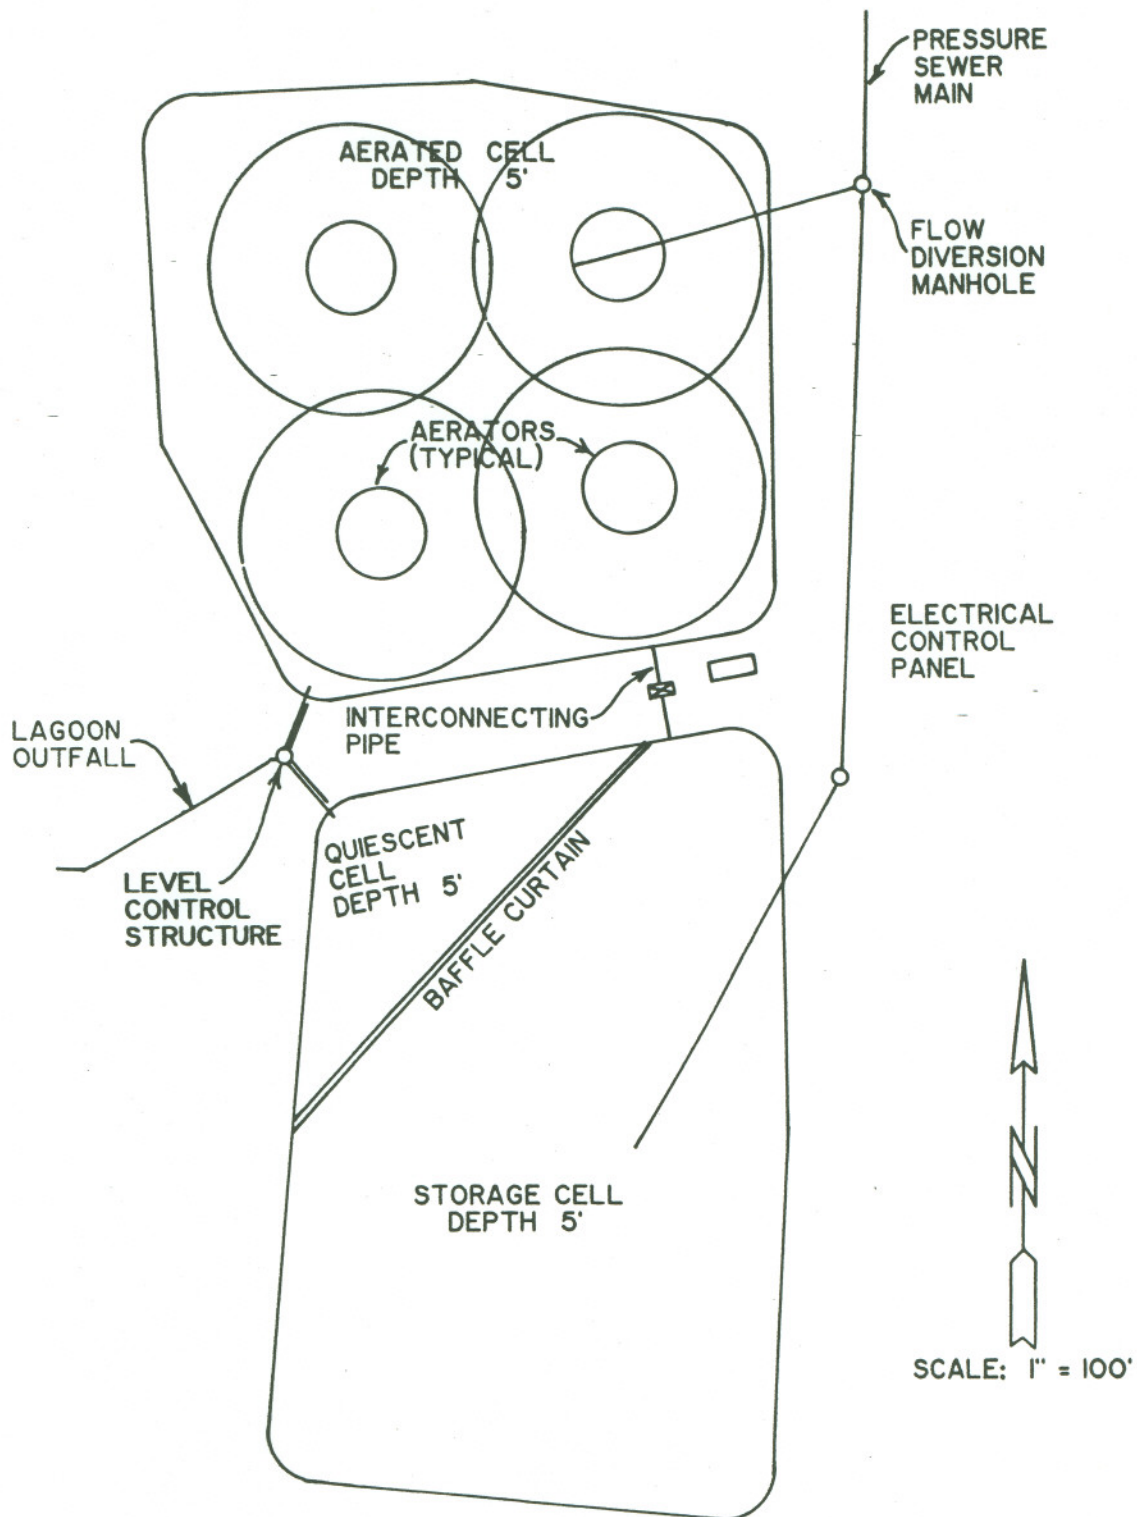 PRESSURE
SEWER
MAIN
AERATED CELL
DEPTH 5'
FLOW
DIVERSION
MANHOLE
AERATORS
(TYPICAL)
ELECTRICAL
CONTROL
PANEL
INTERCONNECTING
PIPE
LAGOON
OUTFALL
QUIESCENT
CELL
DEPTH 5'
LEVEL
CONTROL
STRUCTURE
BAFFLE CURTAIN
STORAGE CELL
DEPTH 5'
N
SCALE: 1" = 100'